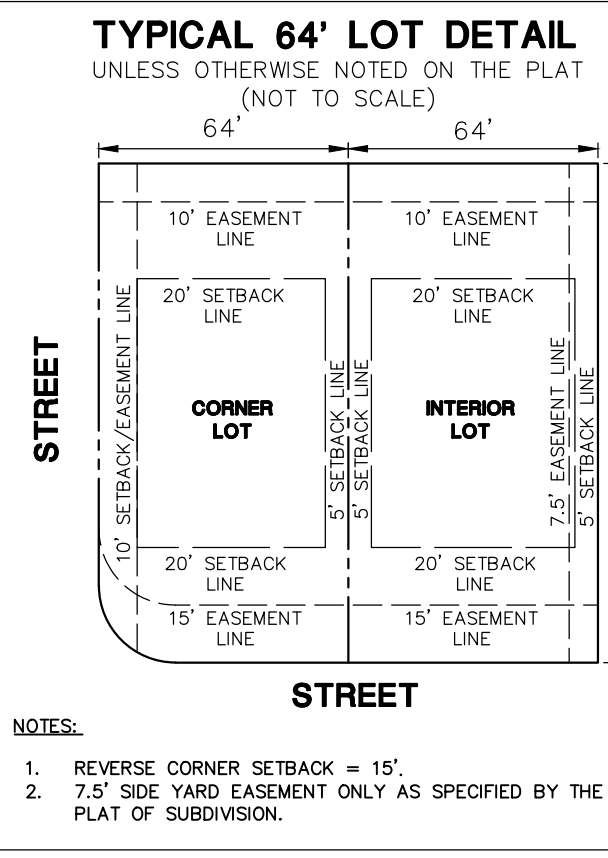 TYPICAL 64' LOT DETAIL
UNLESS OTHERWISE NOTED ON THE PLAT
(NOT TO SCALE)
64'
64'
10' EASEMENT
LINE
10' EASEMENT
LINE
20' SETBACK
LINE
20' SETBACK
LINE
STREET
10' SETBACK/EASEMENT LINE
CORNER
LOT
5' SETBACK LINE
5' SETBACK LINE
INTERIOR
LOT
7.5' EASEMENT LINE
5' SETBACK LINE
20' SETBACK
LINE
20' SETBACK
LINE
15' EASEMENT
LINE
15' EASEMENT
LINE
STREET
NOTES:
1. REVERSE CORNER SETBACK = 15'.
2. 7.5' SIDE YARD EASEMENT ONLY AS SPECIFIED BY THE
PLAT OF SUBDIVISION.